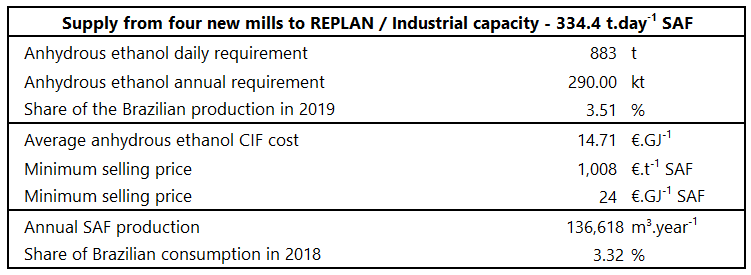 Supply from four new mills to REPLAN / Industrial capacity - 334.4 t.day⁻¹ SAF
Anhydrous ethanol daily requirement 883 t
Anhydrous ethanol annual requirement 290.00 kt
Share of the Brazilian production in 2019 3.51 %
Average anhydrous ethanol CIF cost 14.71 €.GJ⁻¹
Minimum selling price 1,008 €.t⁻¹ SAF
Minimum selling price 24 €.GJ⁻¹ SAF
Annual SAF production 136,618 m³.year⁻¹
Share of Brazilian consumption in 2018 3.32 %